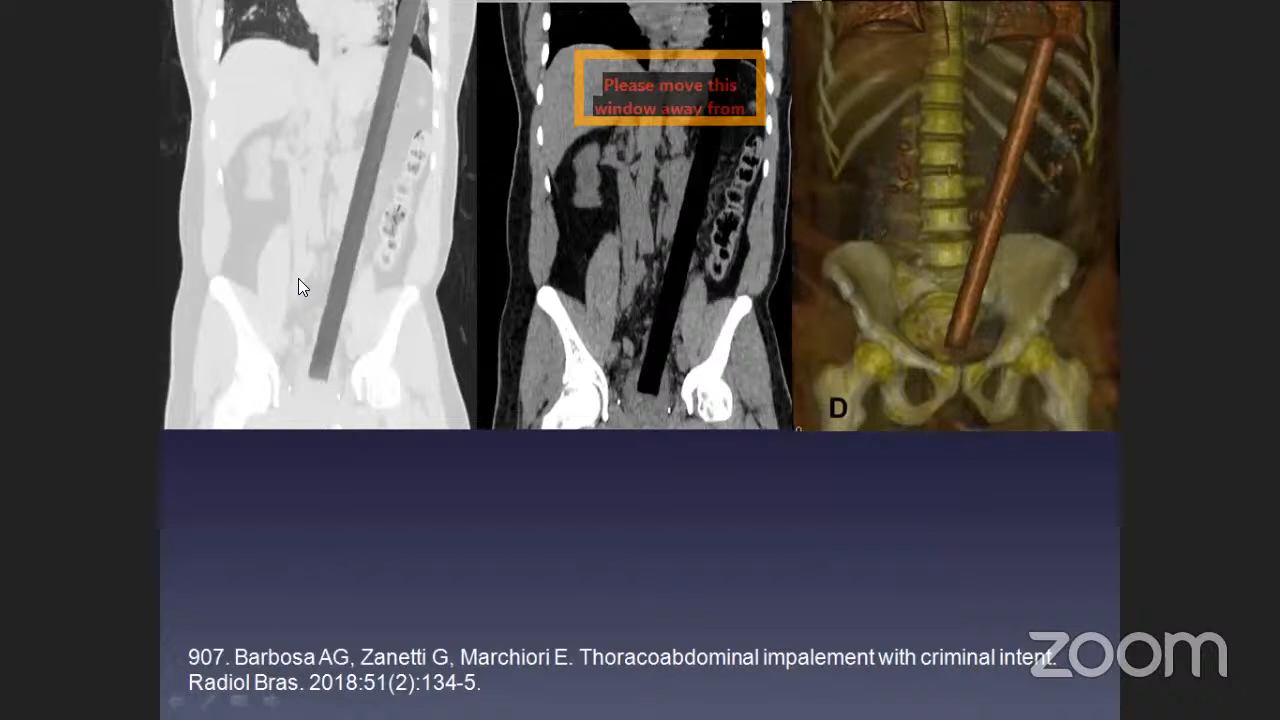 Please move this
window away from
D
907. Barbosa AG, Zanetti G, Marchiori E. Thoracoabdominal impalement with criminal intent.
Radiol Bras. 2018:51(2):134-5.
zoom